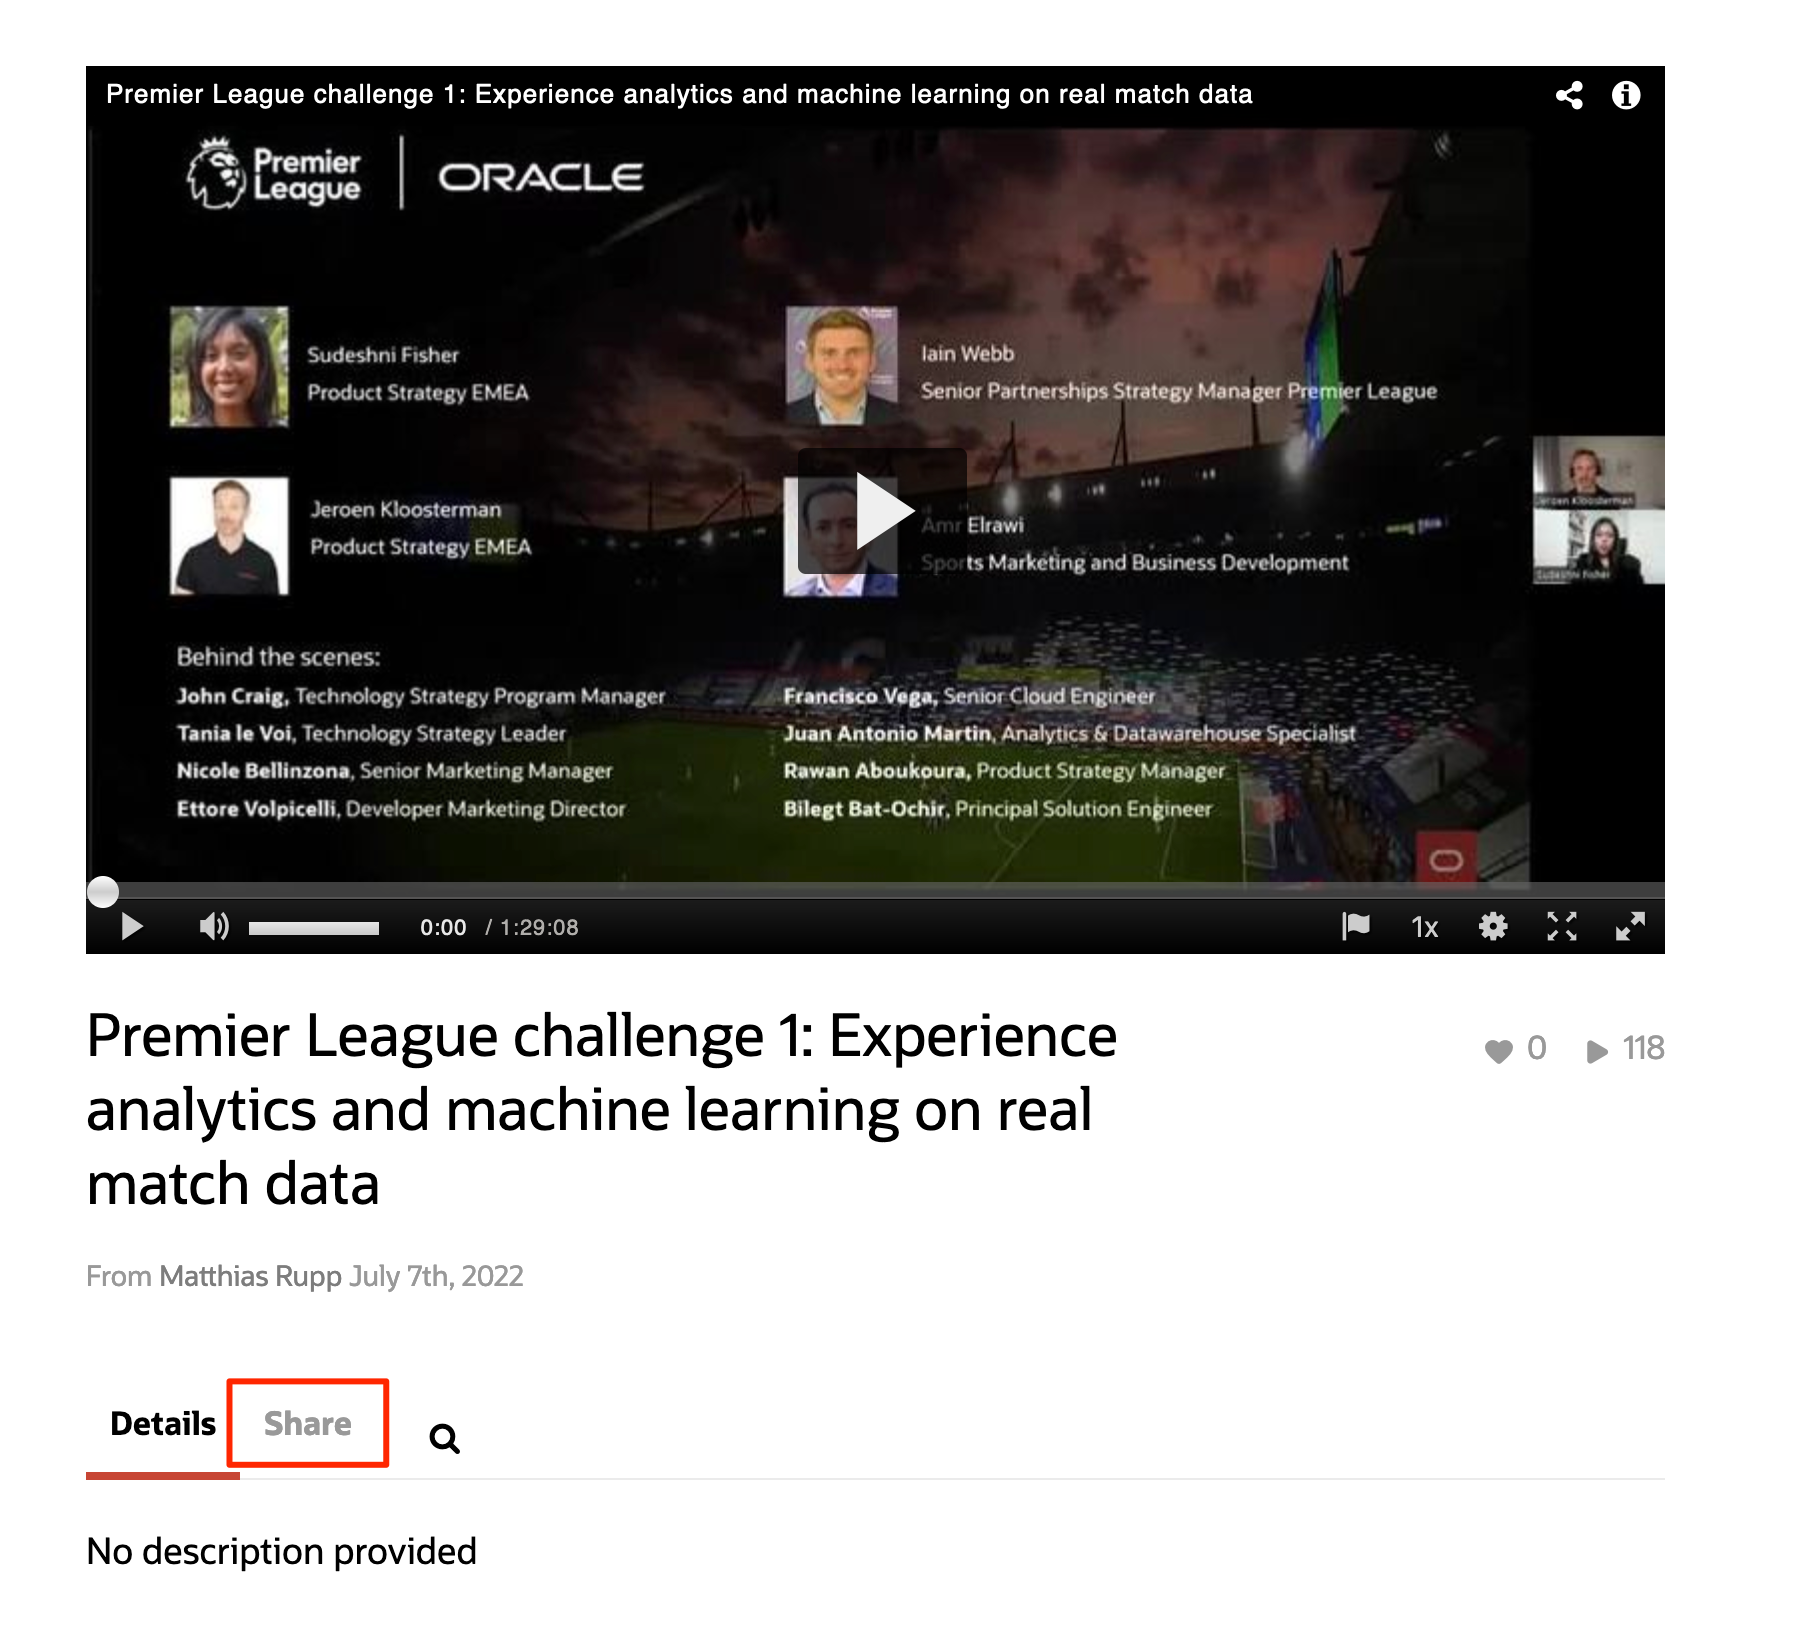 Premier League challenge 1: Experience analytics and machine learning on real match data
Premier
League
ORACLE
Sudeshni Fisher
Product Strategy EMEA
Iain Webb
Senior Partnerships Strategy Manager Premier League
Jeroen Kloosterman
Product Strategy EMEA
Amr Elrawi
Sports Marketing and Business Development
Jeroen Kloosterman
Sudeshni Fisher
Behind the scenes:
John Craig, Technology Strategy Program Manager
Tania le Voi, Technology Strategy Leader
Nicole Bellinzona, Senior Marketing Manager
Ettore Volpicelli, Developer Marketing Director
Francisco Vega, Senior Cloud Engineer
Juan Antonio Martin, Analytics & Datawarehouse Specialist
Rawan Aboukoura, Product Strategy Manager
Bilegt Bat-Ochir, Principal Solution Engineer
0:00 / 1:29:08
1x
Premier League challenge 1: Experience
analytics and machine learning on real
match data
0 118
From Matthias Rupp July 7th, 2022
Details Share
No description provided